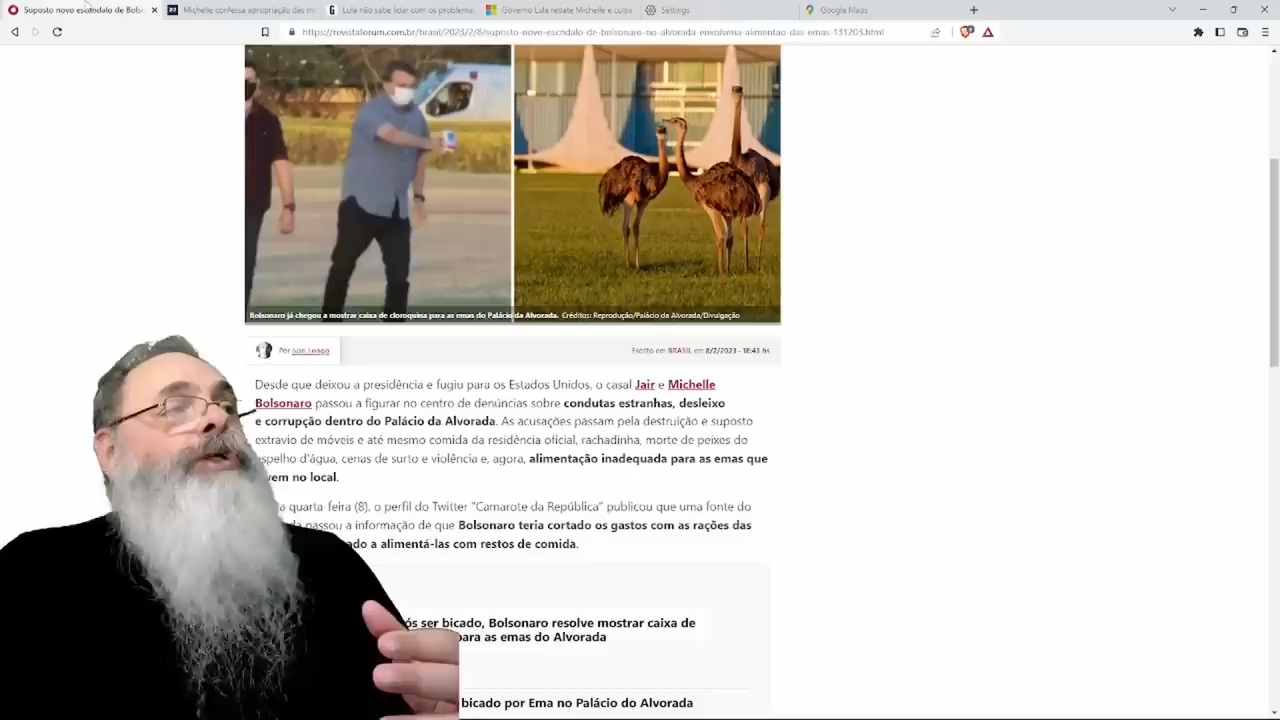 Suposto novo escândalo de Bols
Michelle confessa apropriação das m
Lula não sabe lidar com os problema
Governo Lula rebate Michelle e culpa
Settings
Google Maps
https://revistaforum.com.br/brasil/2023/2/8/suposto-novo-escndalo-de-bolsonaro-no-alvorada-envolveria-alimentao-das-emas-131203.html
Bolsonaro já chegou a mostrar caixa de cloroquina para as emas do Palácio da Alvorada. Créditos: Reprodução/Palácio da Alvorada/Divulgação
Por Ivan Longo
Escrito em BRASIL em 8/2/2023 · 18:43 hs
Desde que deixou a presidência e fugiu para os Estados Unidos, o casal Jair e Michelle
Bolsonaro passou a figurar no centro de denúncias sobre condutas estranhas, desleixo
e corrupção dentro do Palácio da Alvorada. As acusações passam pela destruição e suposto
extravio de móveis e até mesmo comida da residência oficial, rachadinha, morte de peixes do
espelho d'água, cenas de surto e violência e, agora, alimentação inadequada para as emas que
vem no local.
a quarta-feira (8), o perfil do Twitter "Camarote da República" publicou que uma fonte do
da passou a informação de que Bolsonaro teria cortado os gastos com as rações das
ado a alimentá-las com restos de comida.
ós ser bicado, Bolsonaro resolve mostrar caixa de
para as emas do Alvorada
bicado por Ema no Palácio do Alvorada